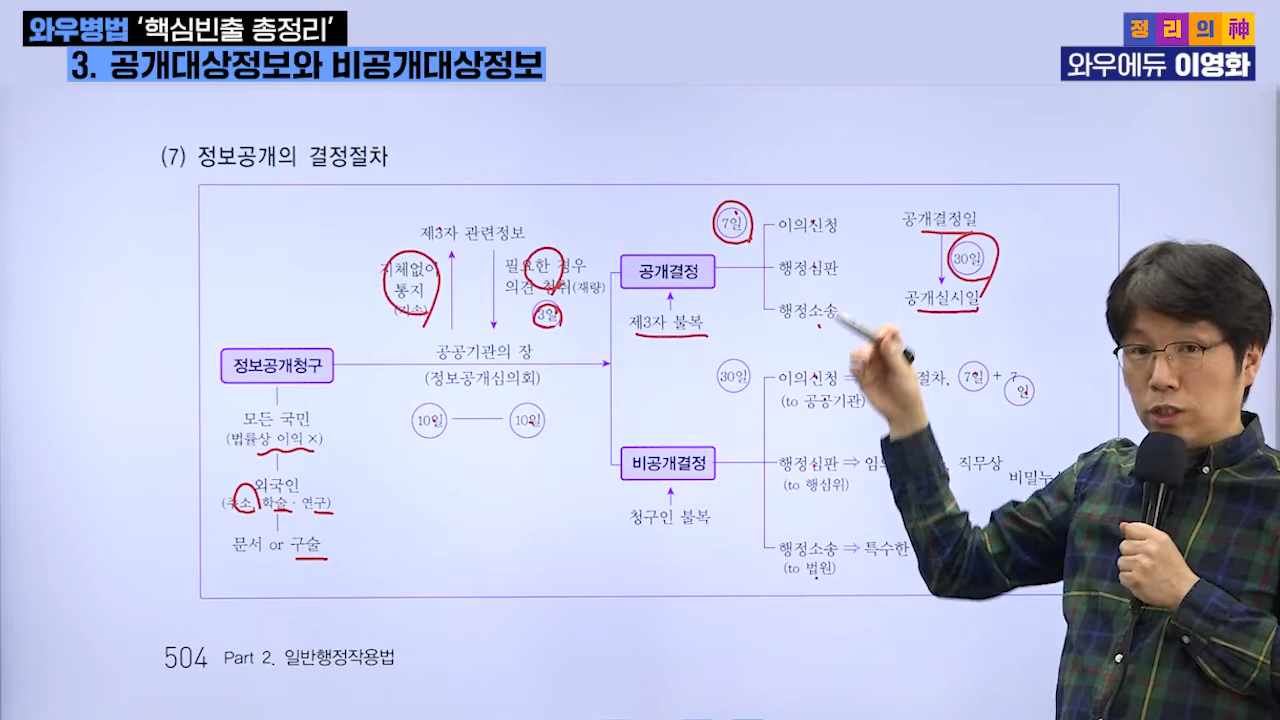 와우병법 '핵심빈출 총정리'
3. 공개대상정보와 비공개대상정보
정리의神
와우에듀 이영화
(7) 정보공개의 결정절차
제3자 관련정보
지체없이
통지
필요한 경우
의견 청취(재량)
3일
공공기관의 장
(정보공개심의회)
10일
10일
정보공개청구
모든 국민
(법률상 이익 ×)
외국인
(주소, 학술·연구)
문서 or 구술
공개결정
제3자 불복
7일
이의신청
행정심판
행정소송
공개결정일
30일
공개실시일
비공개결정
청구인 불복
30일
이의신청 ⇒ 절차, 7일 + 7일
(to 공공기관)
행정심판 ⇒ 직무상
(to 행심위)
행정소송 ⇒ 특수한
(to 법원)
504 Part 2. 일반행정작용법